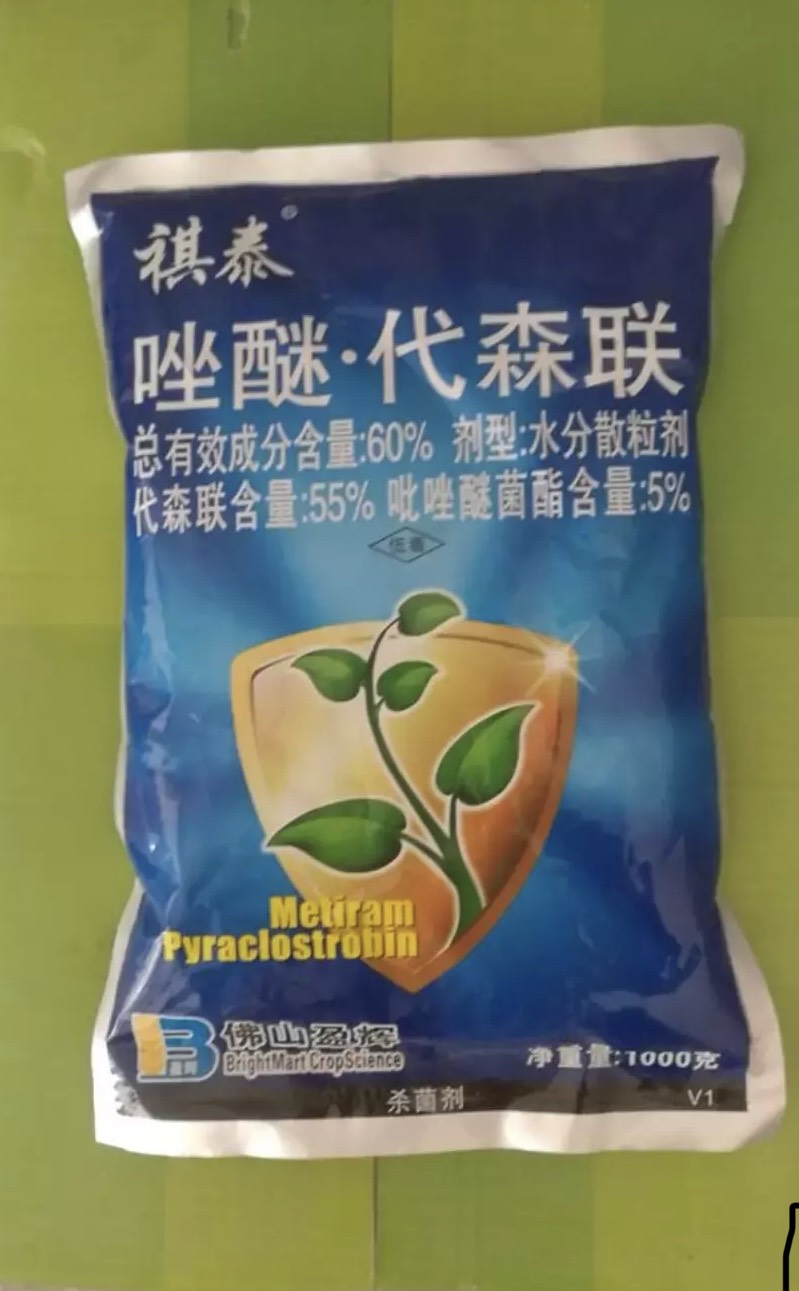 祺泰
唑醚·代森联
总有效成分含量:60% 剂型:水分散粒剂
代森联含量:55% 吡唑醚菌酯含量:5%
低毒
Metiram
Pyraclostrobin
佛山盈辉
BrightMart CropScience
净重量:1000克
杀菌剂
V1